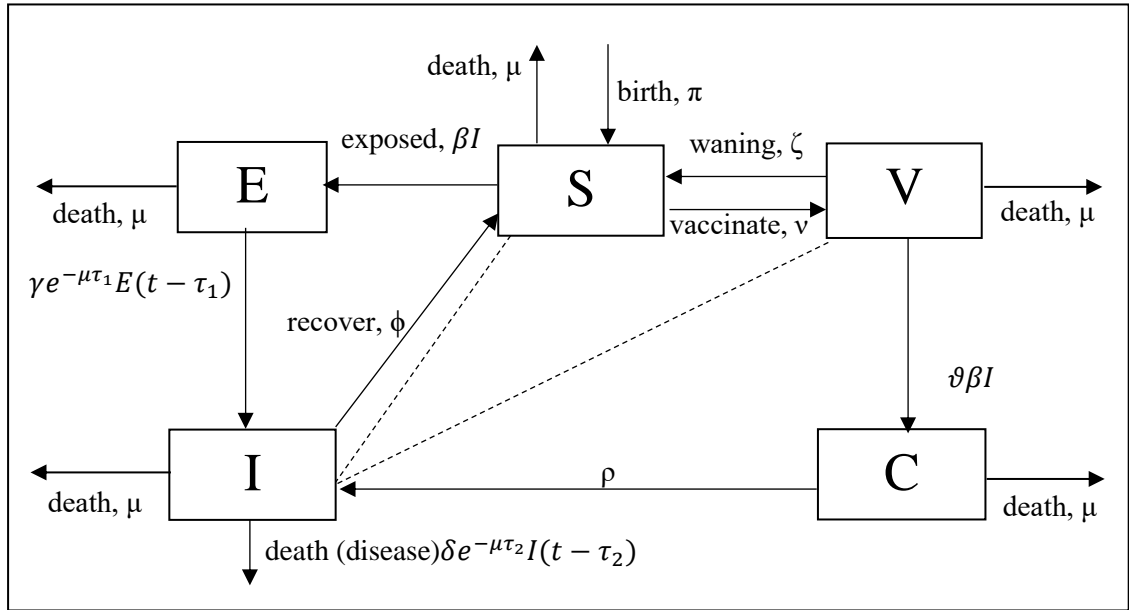 death, μ
birth, π
exposed, βI
waning, ζ
E
S
V
death, μ
vaccinate, ν
death, μ
γe^{-μτ₁}E(t − τ₁)
recover, ϕ
ϑβI
I
C
ρ
death, μ
death, μ
death (disease)δe^{-μτ₂}I(t − τ₂)